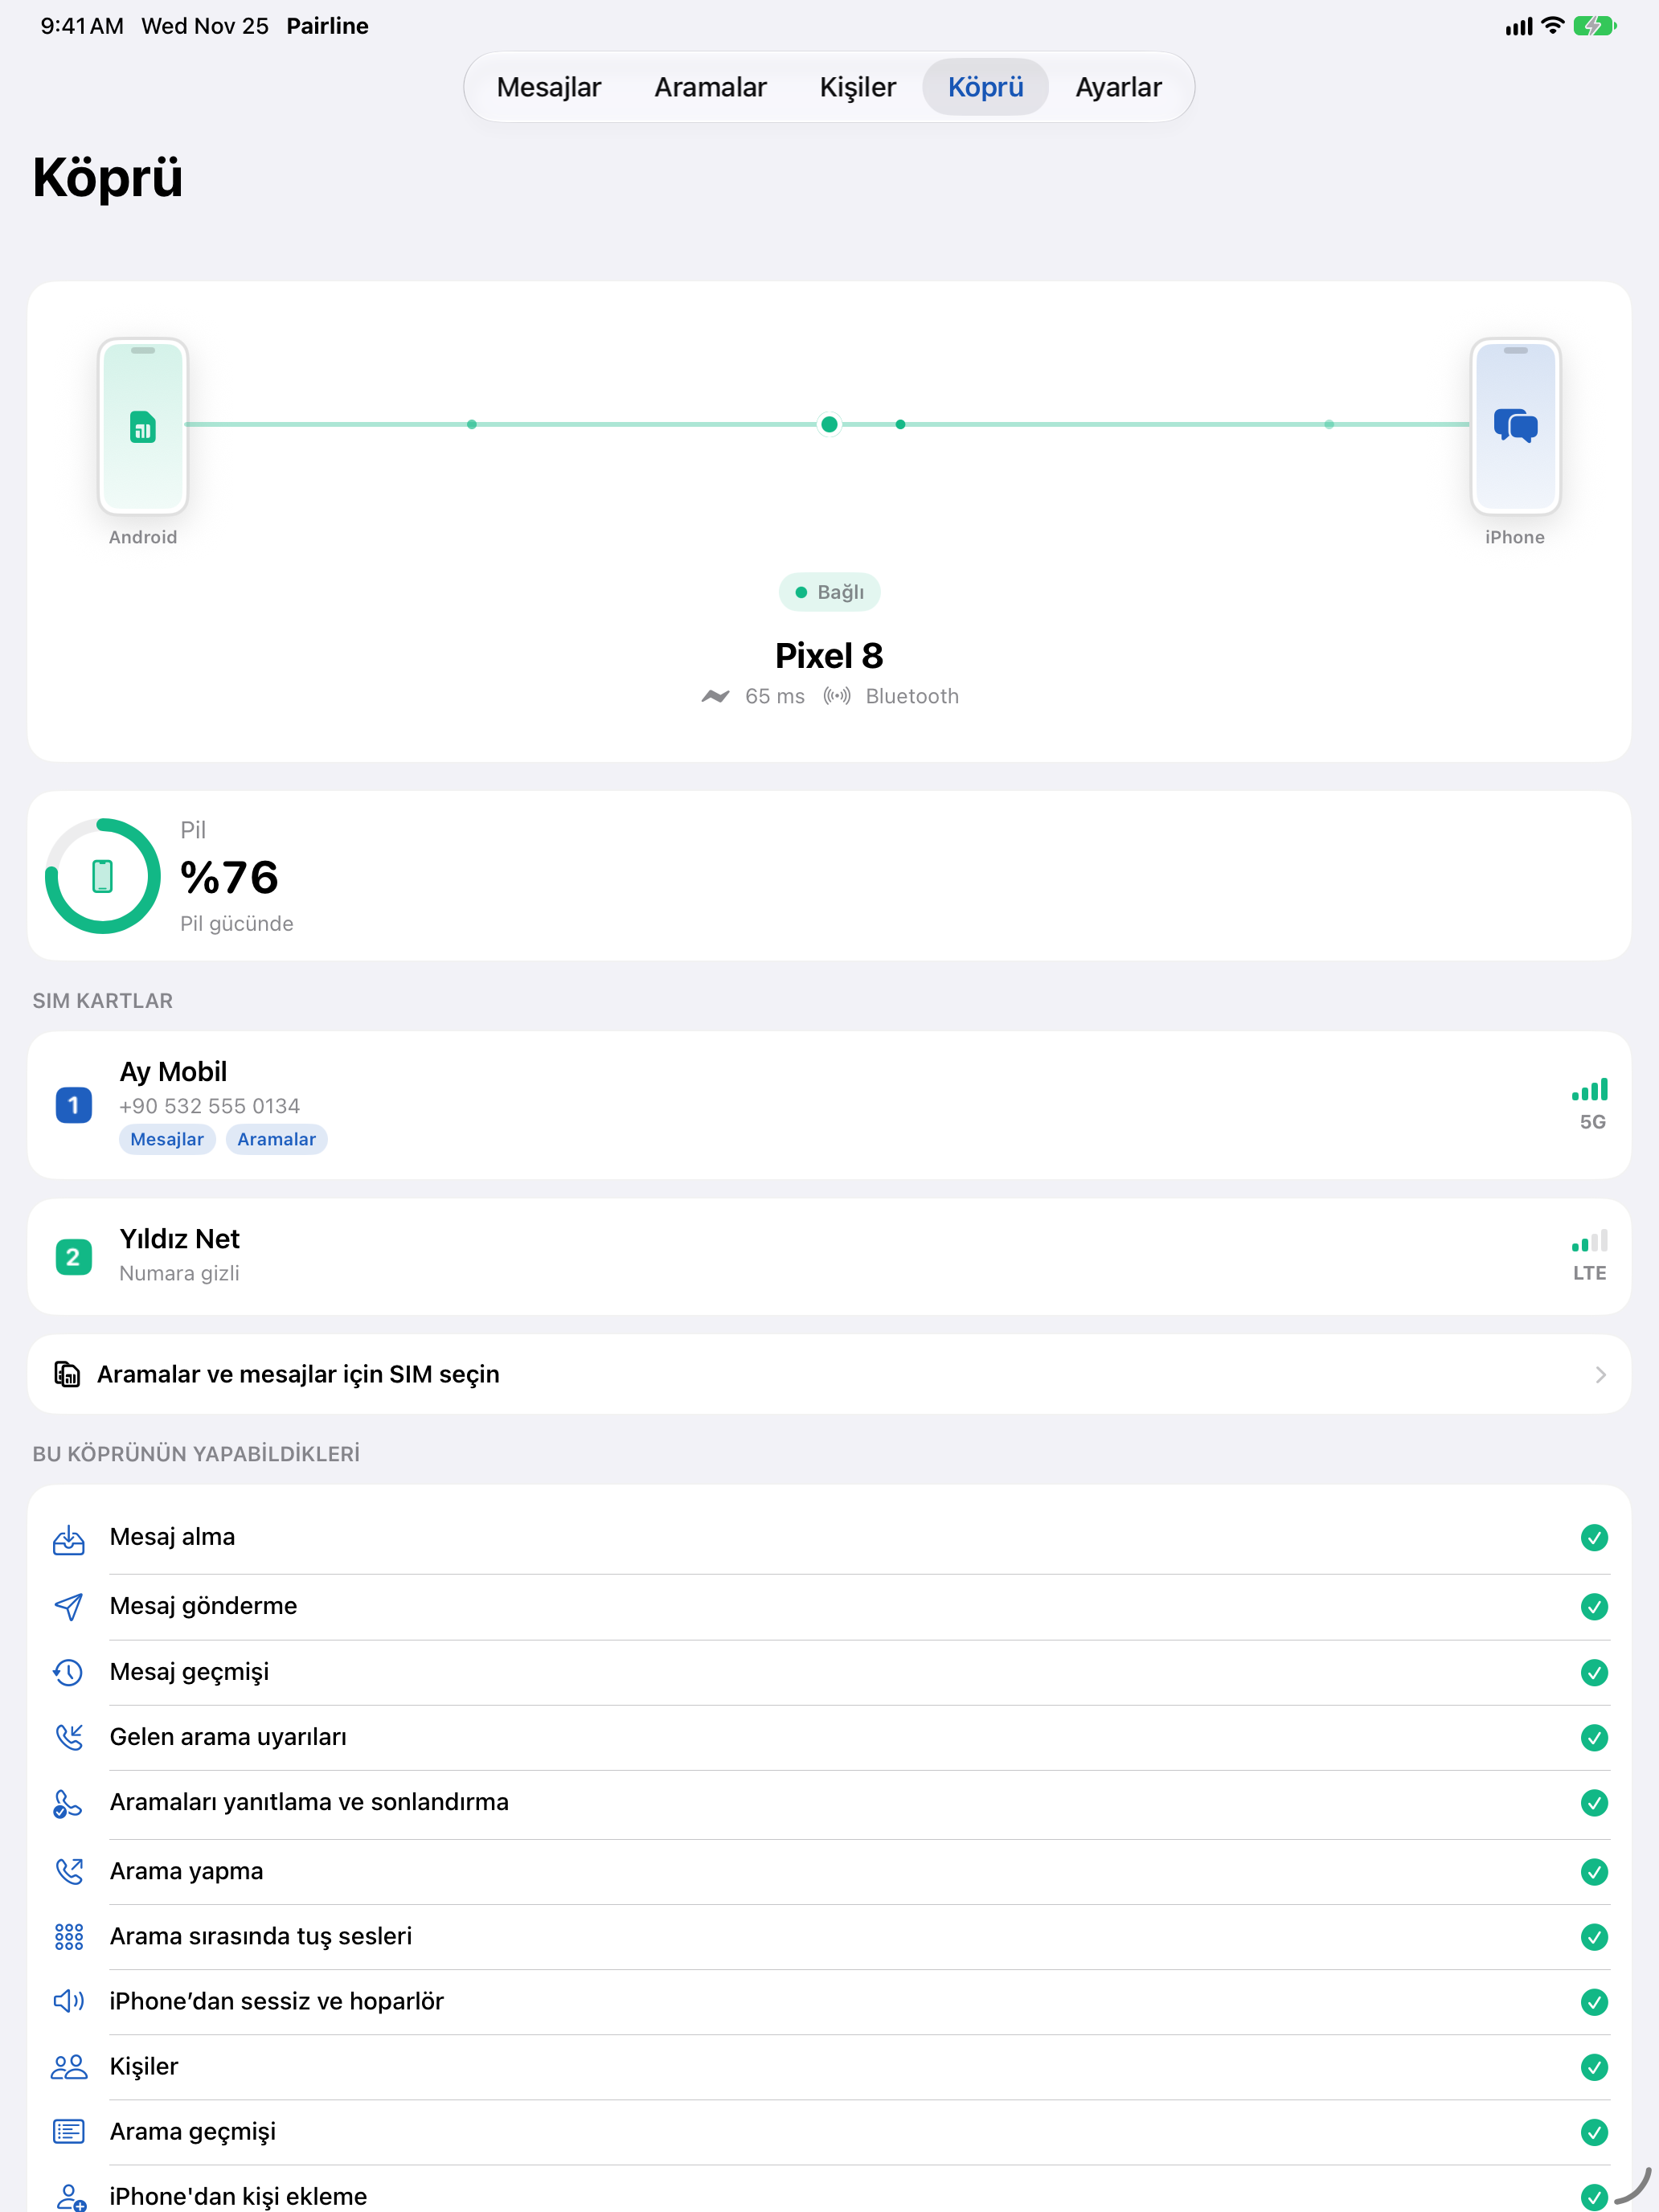 9:41 AM Wed Nov 25 Pairline
Mesajlar Aramalar Kişiler Köprü Ayarlar
Köprü
Android
iPhone
Bağlı
Pixel 8
65 ms Bluetooth
Pil
%76
Pil gücünde
SIM KARTLAR
1
Ay Mobil
+90 532 555 0134
Mesajlar Aramalar
5G
2
Yıldız Net
Numara gizli
LTE
Aramalar ve mesajlar için SIM seçin
BU KÖPRÜNÜN YAPABİLDİKLERİ
Mesaj alma
Mesaj gönderme
Mesaj geçmişi
Gelen arama uyarıları
Aramaları yanıtlama ve sonlandırma
Arama yapma
Arama sırasında tuş sesleri
iPhone’dan sessiz ve hoparlör
Kişiler
Arama geçmişi
iPhone'dan kişi ekleme